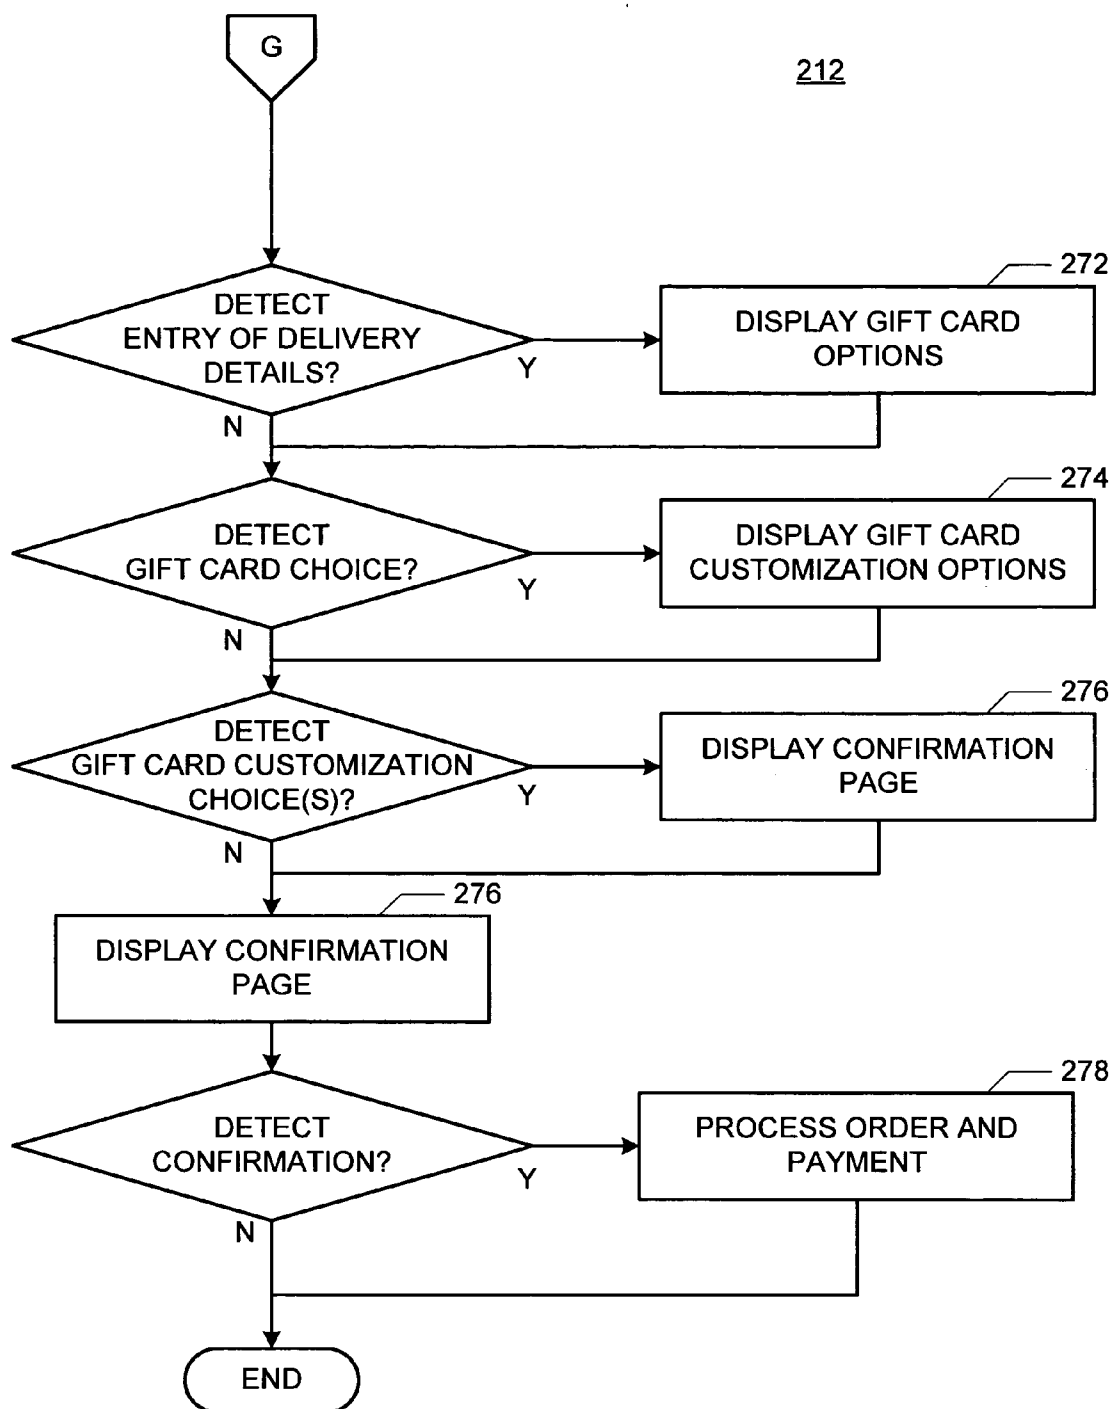 G
212
DETECT
ENTRY OF DELIVERY
DETAILS?
Y
N
272
DISPLAY GIFT CARD
OPTIONS
DETECT
GIFT CARD CHOICE?
Y
N
274
DISPLAY GIFT CARD
CUSTOMIZATION OPTIONS
DETECT
GIFT CARD CUSTOMIZATION
CHOICE(S)?
Y
N
276
DISPLAY CONFIRMATION
PAGE
276
DISPLAY CONFIRMATION
PAGE
DETECT
CONFIRMATION?
Y
N
278
PROCESS ORDER AND
PAYMENT
END